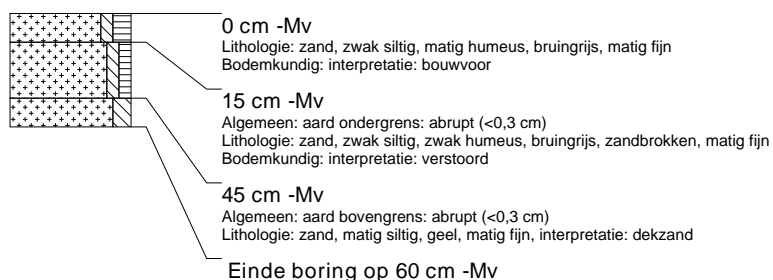 0 cm -Mv
Lithologie: zand, zwak siltig, matig humeus, bruingrijs, matig fijn
Bodemkundig: interpretatie: bouwvoor
15 cm -Mv
Algemeen: aard ondergrens: abrupt (<0,3 cm)
Lithologie: zand, zwak siltig, zwak humeus, bruingrijs, zandbrokken, matig fijn
Bodemkundig: interpretatie: verstoord
45 cm -Mv
Algemeen: aard bovengrens: abrupt (<0,3 cm)
Lithologie: zand, matig siltig, geel, matig fijn, interpretatie: dekzand
Einde boring op 60 cm -Mv